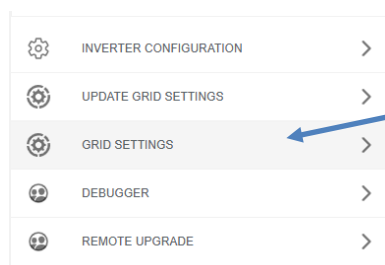 INVERTER CONFIGURATION
UPDATE GRID SETTINGS
GRID SETTINGS
DEBUGGER
REMOTE UPGRADE